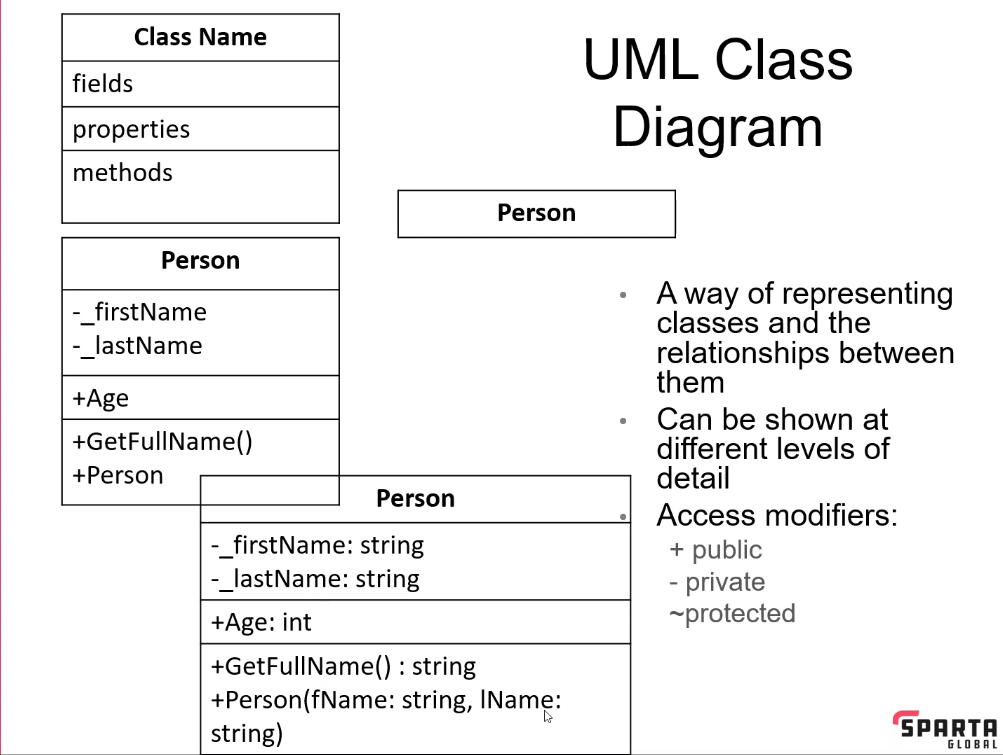 UML Class
Diagram
Class Name
fields
properties
methods
Person
Person
-_firstName
-_lastName
+Age
+GetFullName()
+Person
Person
-_firstName: string
-_lastName: string
+Age: int
+GetFullName() : string
+Person(fName: string, lName:
string)
• A way of representing
classes and the
relationships between
them
• Can be shown at
different levels of
detail
• Access modifiers:
+ public
- private
~protected
SPARTA
GLOBAL